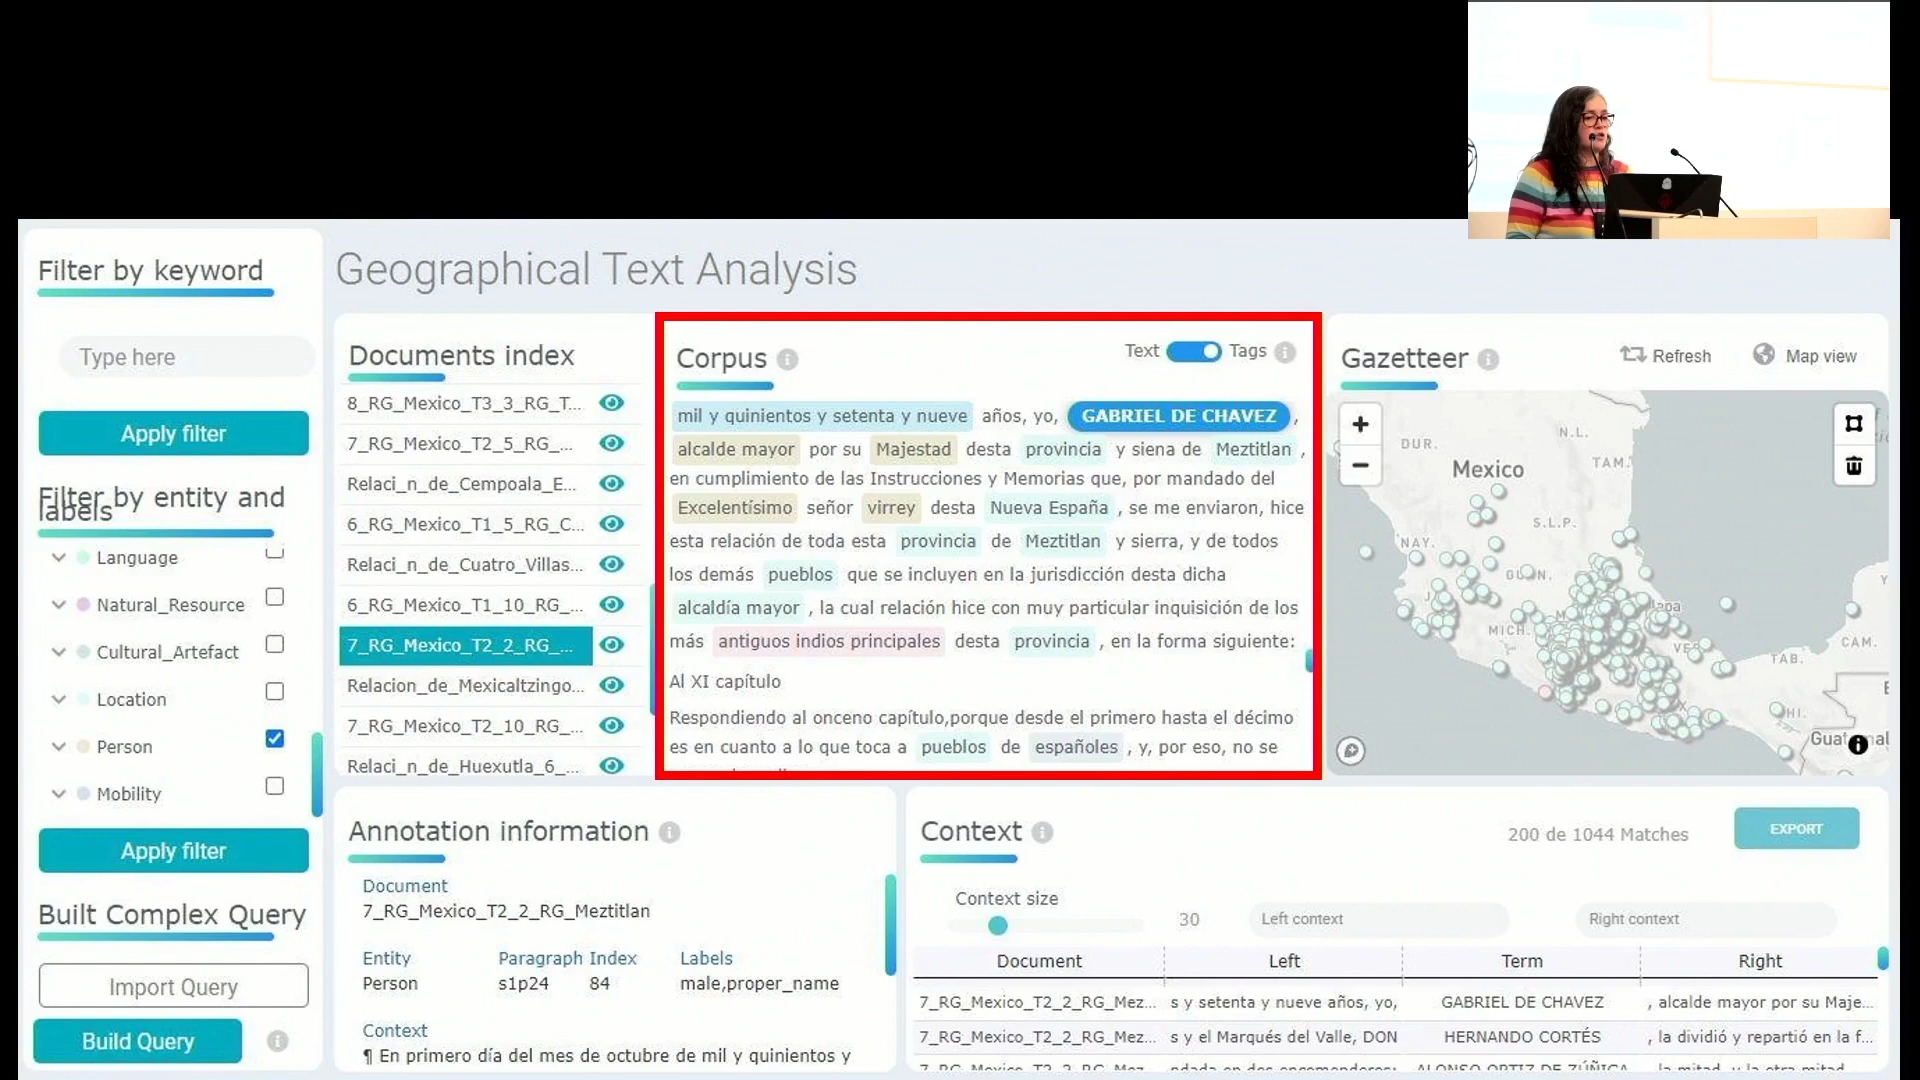 Filter by keyword
Type here
Apply filter
Filter by entity and
labels
Language
Natural_Resource
Cultural_Artefact
Location
Person
Mobility
Apply filter
Built Complex Query
Import Query
Build Query
Geographical Text Analysis
Documents index
8_RG_Mexico_T3_3_RG_T...
7_RG_Mexico_T2_5_RG_...
Relaci_n_de_Cempoala_E...
6_RG_Mexico_T1_5_RG_C...
Relaci_n_de_Cuatro_Villas...
6_RG_Mexico_T1_10_RG_...
7_RG_Mexico_T2_2_RG_...
Relacion_de_Mexicaltzingo...
7_RG_Mexico_T2_10_RG_...
Relaci_n_de_Huexutla_6_...
Corpus
Text Tags
mil y quinientos y setenta y nueve años, yo, GABRIEL DE CHAVEZ ,
alcalde mayor por su Majestad desta provincia y siena de Meztitlan ,
en cumplimiento de las Instrucciones y Memorias que, por mandado del
Excelentísimo señor virrey desta Nueva España , se me enviaron, hice
esta relación de toda esta provincia de Meztitlan y sierra, y de todos
los demás pueblos que se incluyen en la jurisdicción desta dicha
alcaldía mayor , la cual relación hice con muy particular inquisición de los
más antiguos indios principales desta provincia , en la forma siguiente:
Al XI capítulo
Respondiendo al onceno capítulo,porque desde el primero hasta el décimo
es en cuanto a lo que toca a pueblos de españoles , y, por eso, no se
Gazetteer
Refresh
Map view
DUR.
N.L.
Mexico
TAM.
S.L.P.
NAY.
MICH.
TAB.
CAM.
Annotation information
Document
7_RG_Mexico_T2_2_RG_Meztitlan
Entity Paragraph Index Labels
Person s1p24 84 male,proper_name
Context
¶ En primero día del mes de octubre de mil y quinientos y
Context
200 de 1044 Matches
EXPORT
Context size
30
Left context
Right context
Document Left Term Right
7_RG_Mexico_T2_2_RG_Mez... s y setenta y nueve años, yo, GABRIEL DE CHAVEZ , alcalde mayor por su Maje...
7_RG_Mexico_T2_2_RG_Mez... s y el Marqués del Valle, DON HERNANDO CORTÉS , la dividió y repartió en la f...